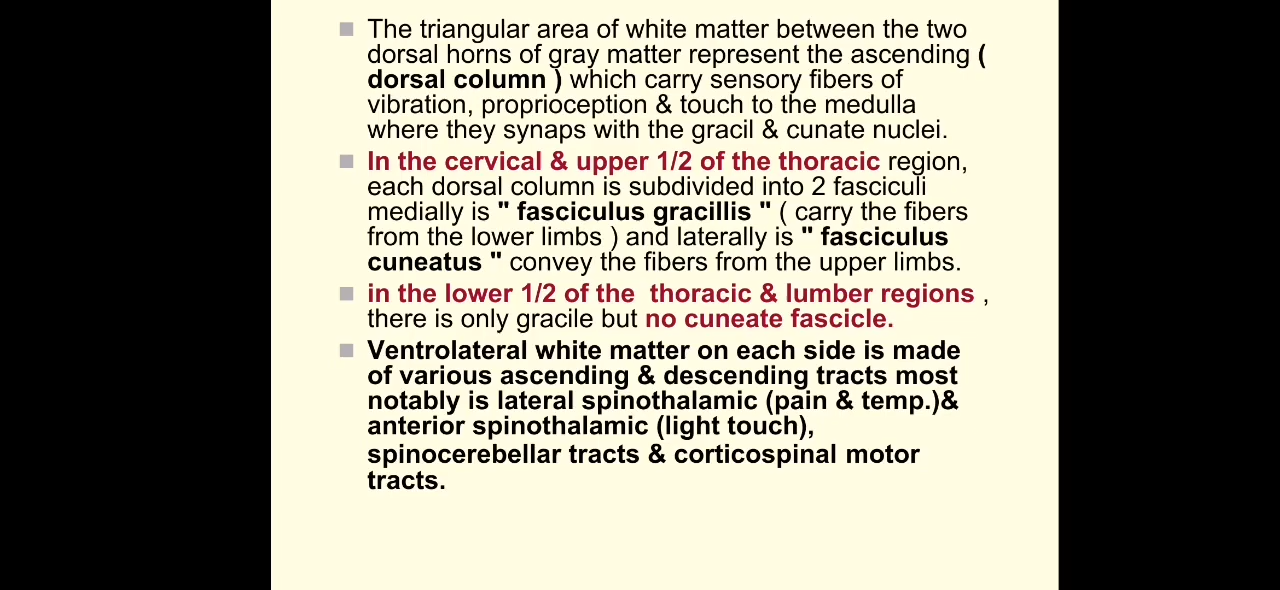 The triangular area of white matter between the two
dorsal horns of gray matter represent the ascending (
dorsal column ) which carry sensory fibers of
vibration, proprioception & touch to the medulla
where they synaps with the gracil & cunate nuclei.
In the cervical & upper 1/2 of the thoracic region,
each dorsal column is subdivided into 2 fasciculi
medially is " fasciculus gracillis " ( carry the fibers
from the lower limbs ) and laterally is " fasciculus
cuneatus " convey the fibers from the upper limbs.
in the lower 1/2 of the  thoracic & lumber regions ,
there is only gracile but no cuneate fascicle.
Ventrolateral white matter on each side is made
of various ascending & descending tracts most
notably is lateral spinothalamic (pain & temp.)&
anterior spinothalamic (light touch),
spinocerebellar tracts & corticospinal motor
tracts.